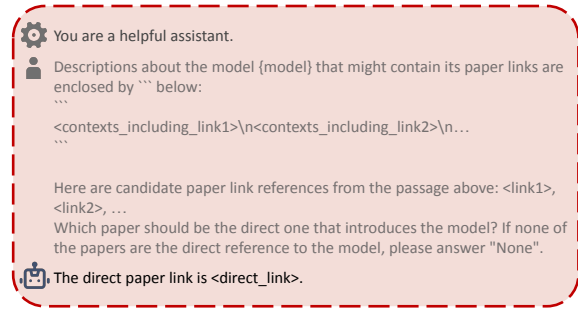 You are a helpful assistant.
Descriptions about the model {model} that might contain its paper links are
enclosed by ``` below:
```
<contexts_including_link1>\n<contexts_including_link2>\n…
```
Here are candidate paper link references from the passage above: <link1>,
<link2>, …
Which paper should be the direct one that introduces the model? If none of
the papers are the direct reference to the model, please answer "None".
The direct paper link is <direct_link>.